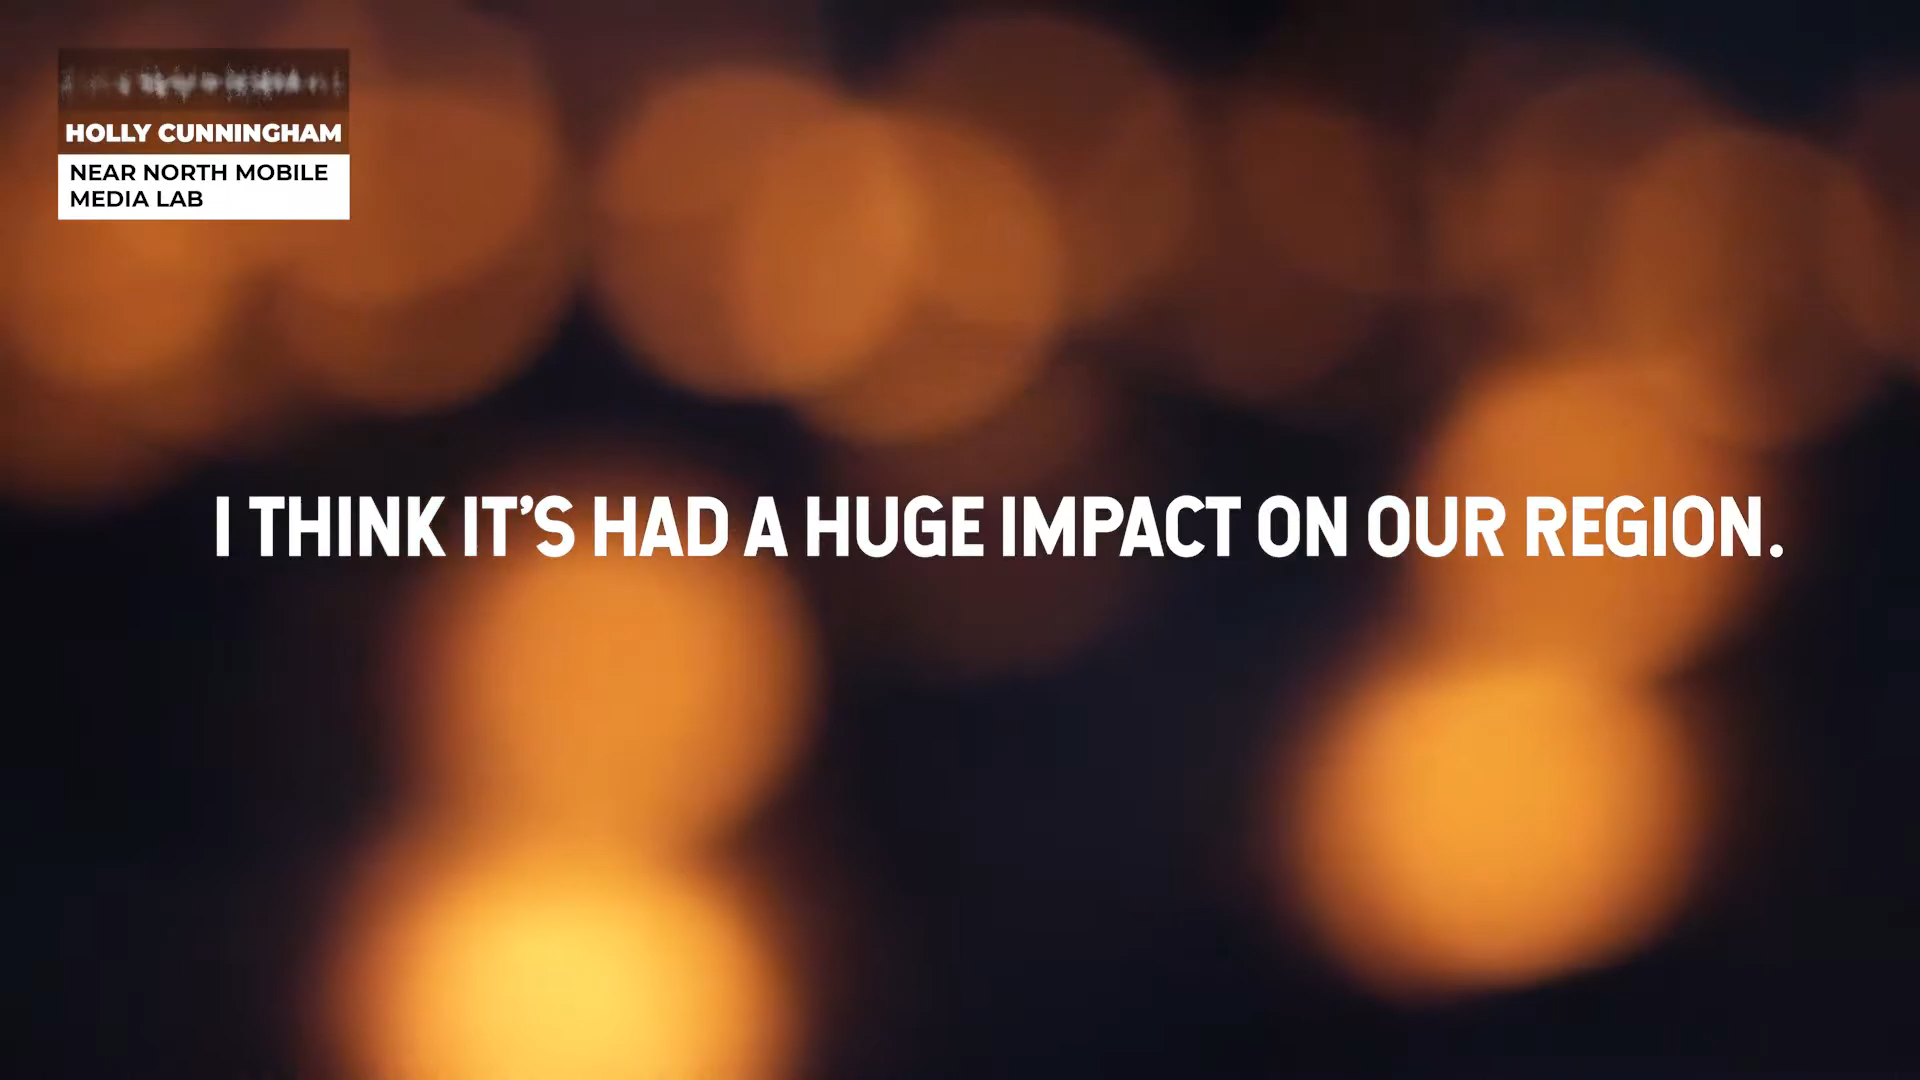 HOLLY CUNNINGHAM
NEAR NORTH MOBILE
MEDIA LAB
I THINK IT'S HAD A HUGE IMPACT ON OUR REGION.